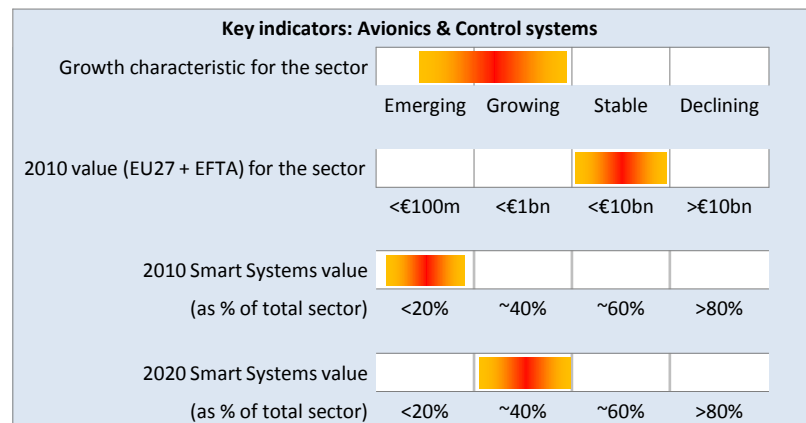 Key indicators: Avionics & Control systems
Growth characteristic for the sector
Emerging Growing Stable Declining
2010 value (EU27 + EFTA) for the sector
<€100m <€1bn <€10bn >€10bn
2010 Smart Systems value
(as % of total sector) <20% ~40% ~60% >80%
2020 Smart Systems value
(as % of total sector) <20% ~40% ~60% >80%